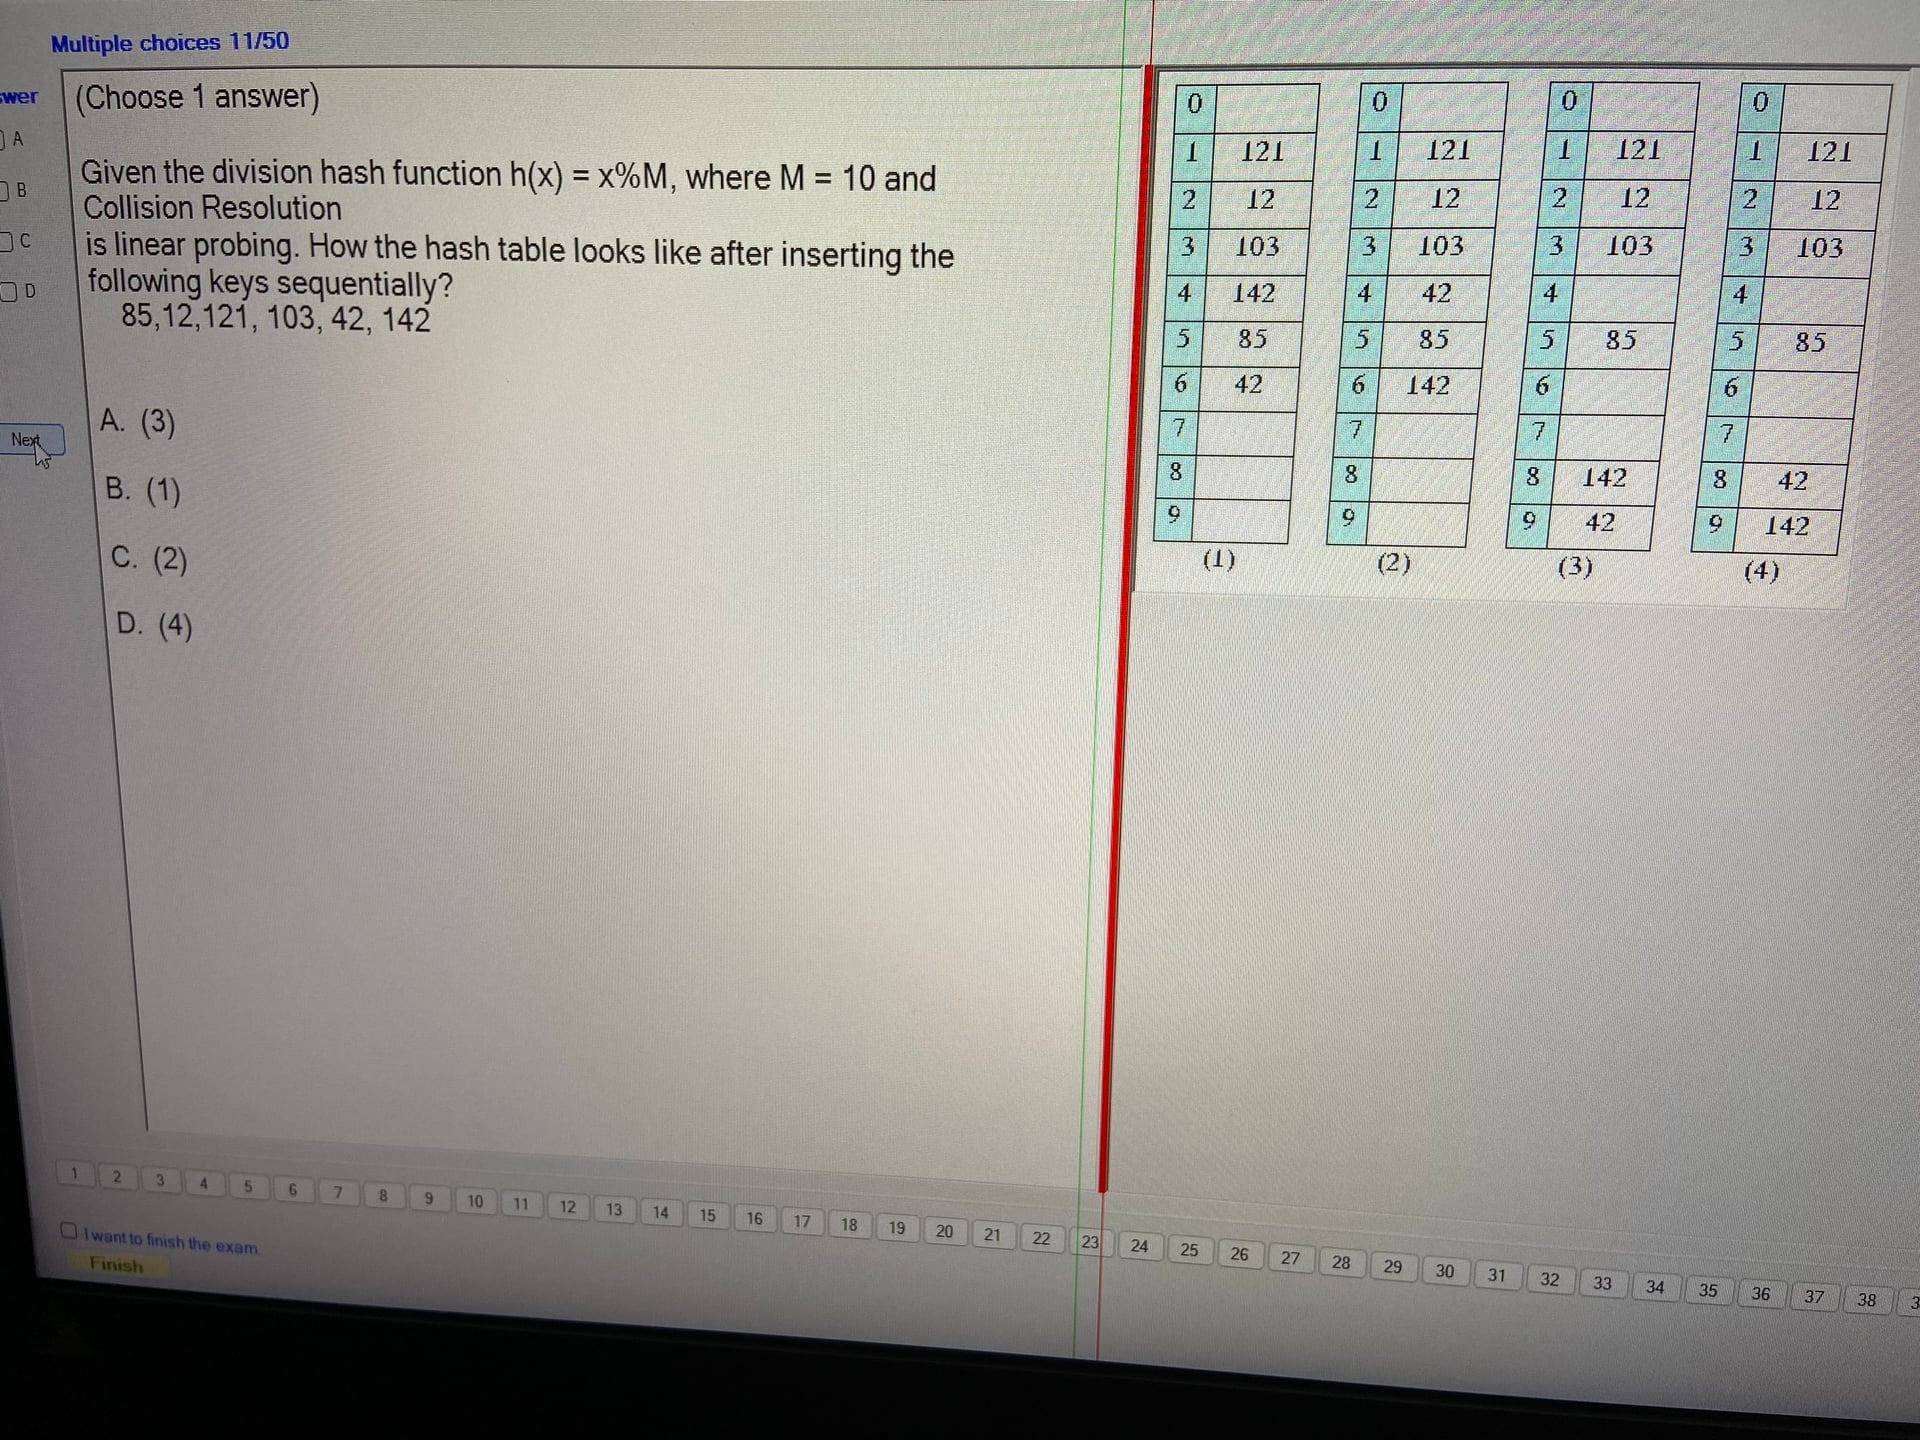 Multiple choices 11/50
A
B
C
D
Next
(Choose 1 answer)
Given the division hash function h(x) = x%M, where M = 10 and
Collision Resolution
is linear probing. How the hash table looks like after inserting the
following keys sequentially?
85,12,121, 103, 42, 142
A. (3)
B. (1)
C. (2)
D. (4)
0
1 121
2 12
3 103
4 142
5 85
6 42
7
8
9
(1)
0
1 121
2 12
3 103
4 42
5 85
6 142
7
8
9
(2)
0
1 121
2 12
3 103
4
5 85
6
7
8 142
9 42
(3)
0
1 121
2 12
3 103
4
5 85
6
7
8 42
9 142
(4)
1 2 3 4 5 6 7 8 9 10 11 12 13 14 15 16 17 18 19 20 21 22 23 24 25 26 27 28 29 30 31 32 33 34 35 36 37 38
I want to finish the exam.
Finish